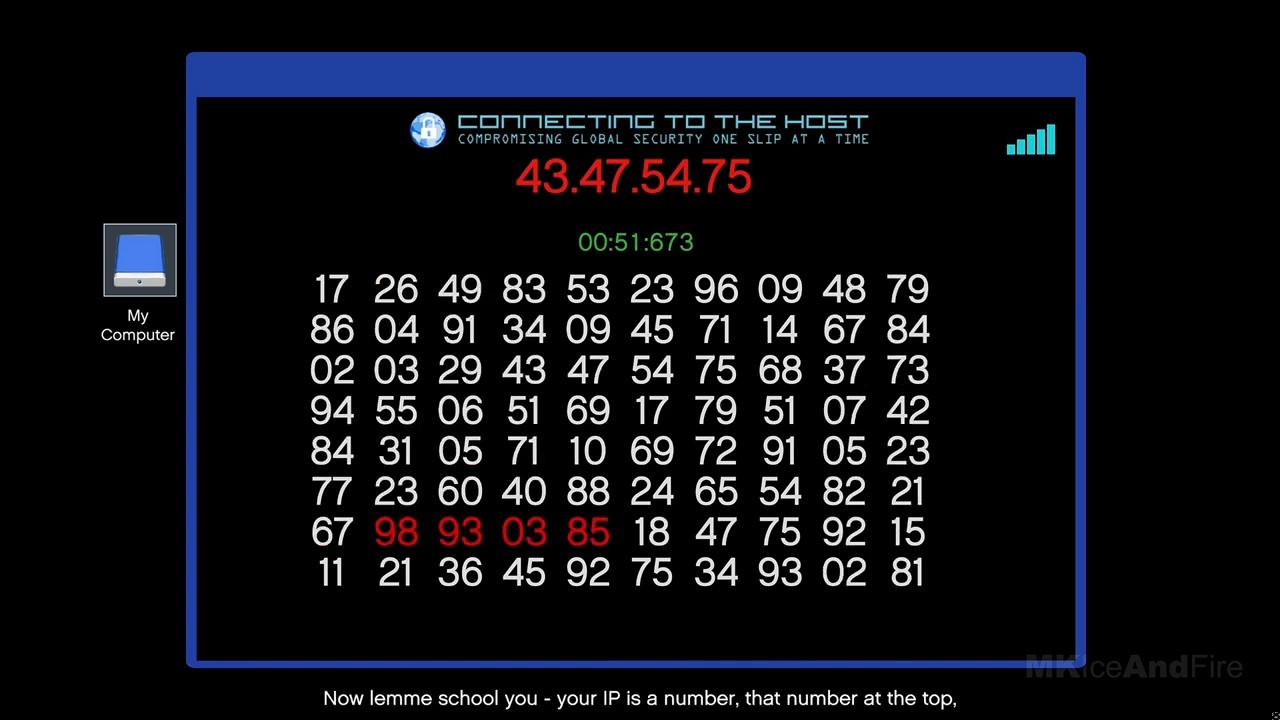 CONNECTING TO THE HOST
COMPROMISING GLOBAL SECURITY ONE SLIP AT A TIME
43.47.54.75
00:51:673
17 26 49 83 53 23 96 09 48 79
86 04 91 34 09 45 71 14 67 84
02 03 29 43 47 54 75 68 37 73
94 55 06 51 69 17 79 51 07 42
84 31 05 71 10 69 72 91 05 23
77 23 60 40 88 24 65 54 82 21
67 98 93 03 85 18 47 75 92 15
11 21 36 45 92 75 34 93 02 81
My
Computer
MKIceAndFire
Now lemme school you - your IP is a number, that number at the top,